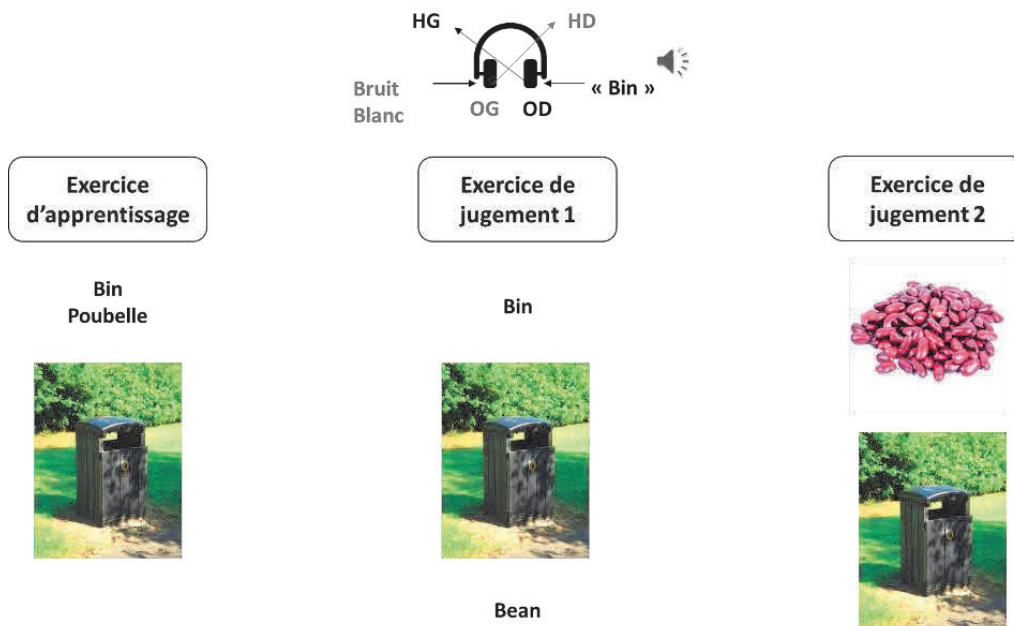 HG
HD
Bruit
Blanc
OG
OD
« Bin »
Exercice
d'apprentissage
Exercice de
jugement 1
Exercice de
jugement 2
Bin
Poubelle
Bin
Bean